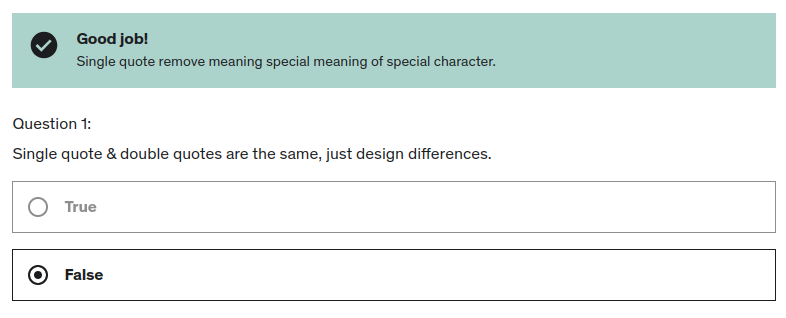 Good job!
Single quote remove meaning special meaning of special character.
Question 1:
Single quote & double quotes are the same, just design differences.
True
False